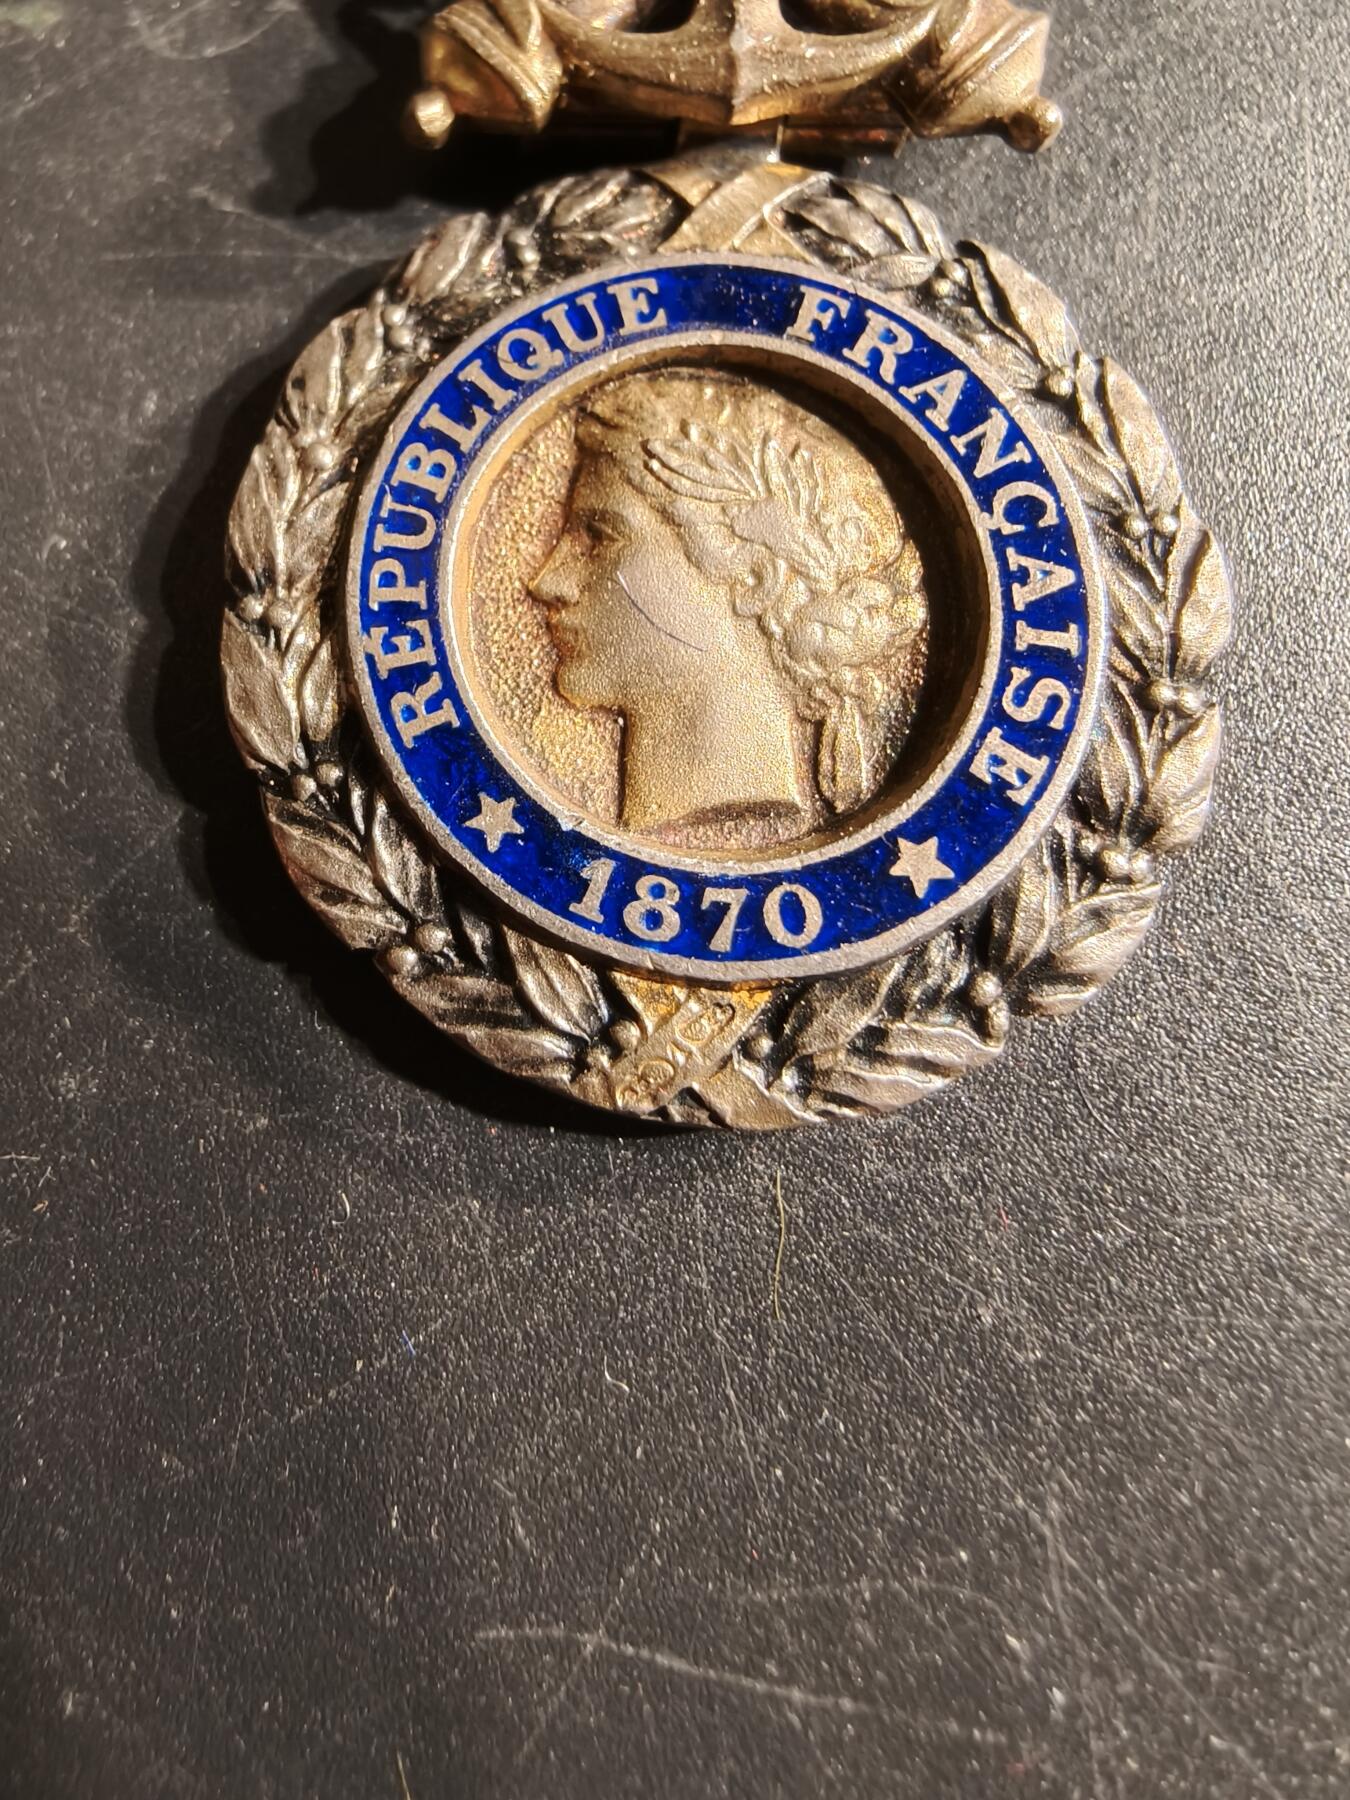 RÉPUBLIQUE FRANÇAISE
★ 1870 ★